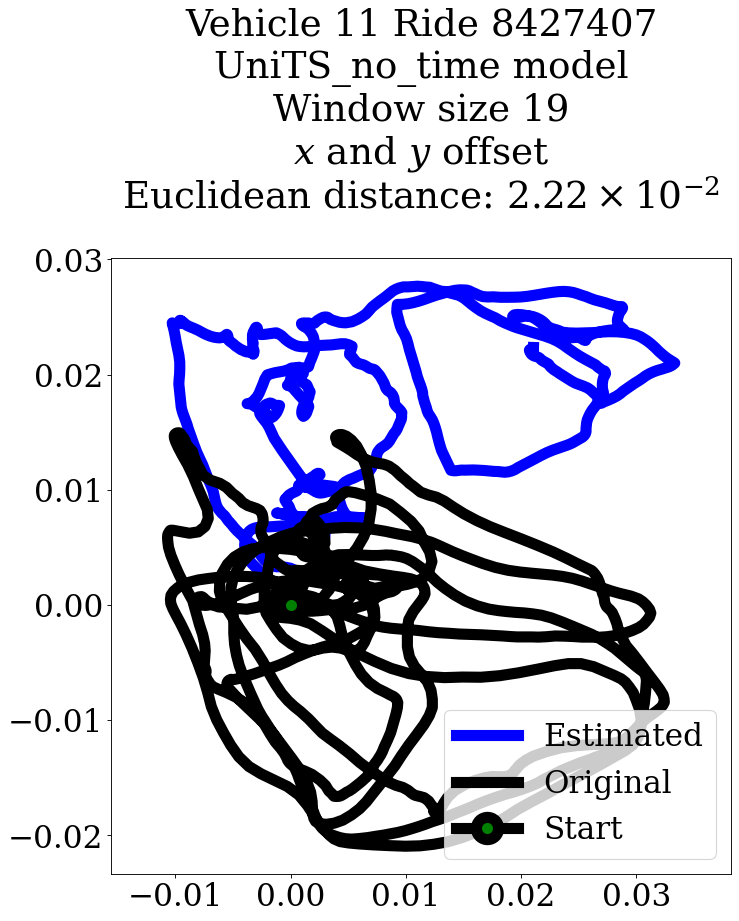 Vehicle 11 Ride 8427407
UniTS_no_time model
Window size 19
x and y offset
Euclidean distance: 2.22 × 10⁻²
0.03
0.02
0.01
0.00
−0.01
−0.02
Estimated
Original
Start
−0.01 0.00 0.01 0.02 0.03